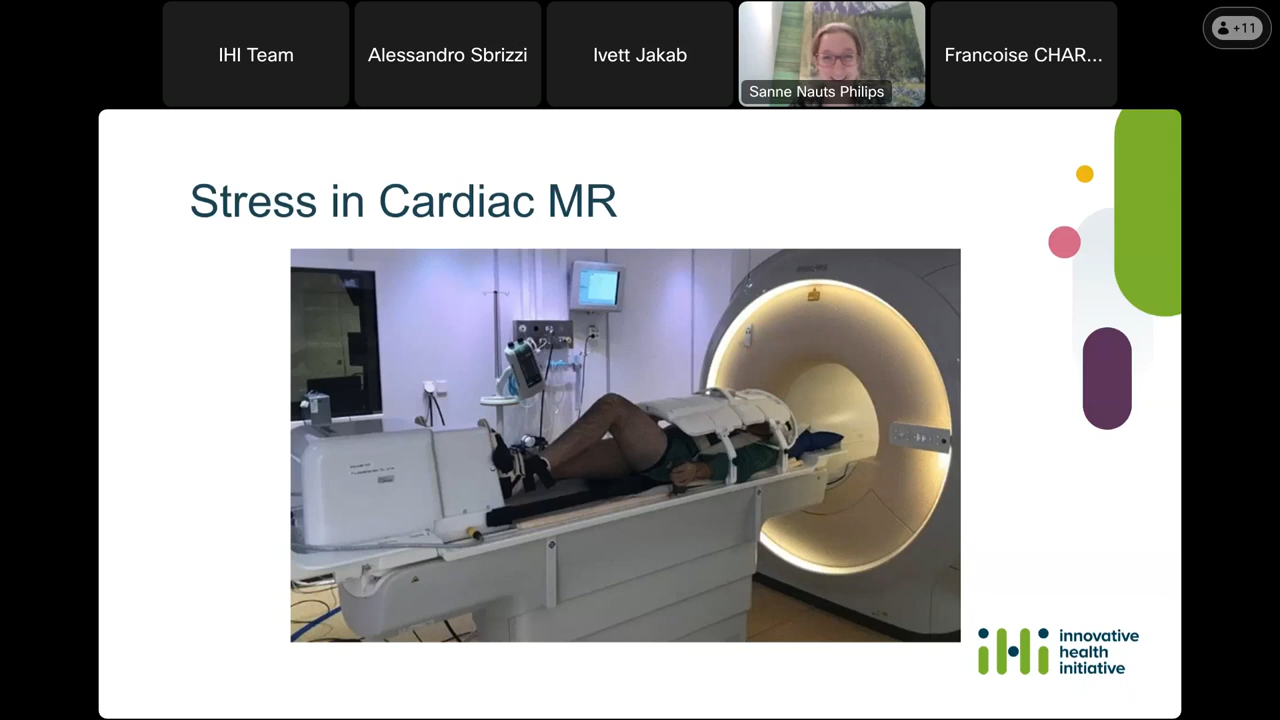 IHI Team
Alessandro Sbrizzi
Ivett Jakab
Sanne Nauts Philips
Francoise CHAR...
+11
Stress in Cardiac MR
iHi innovative
health
initiative